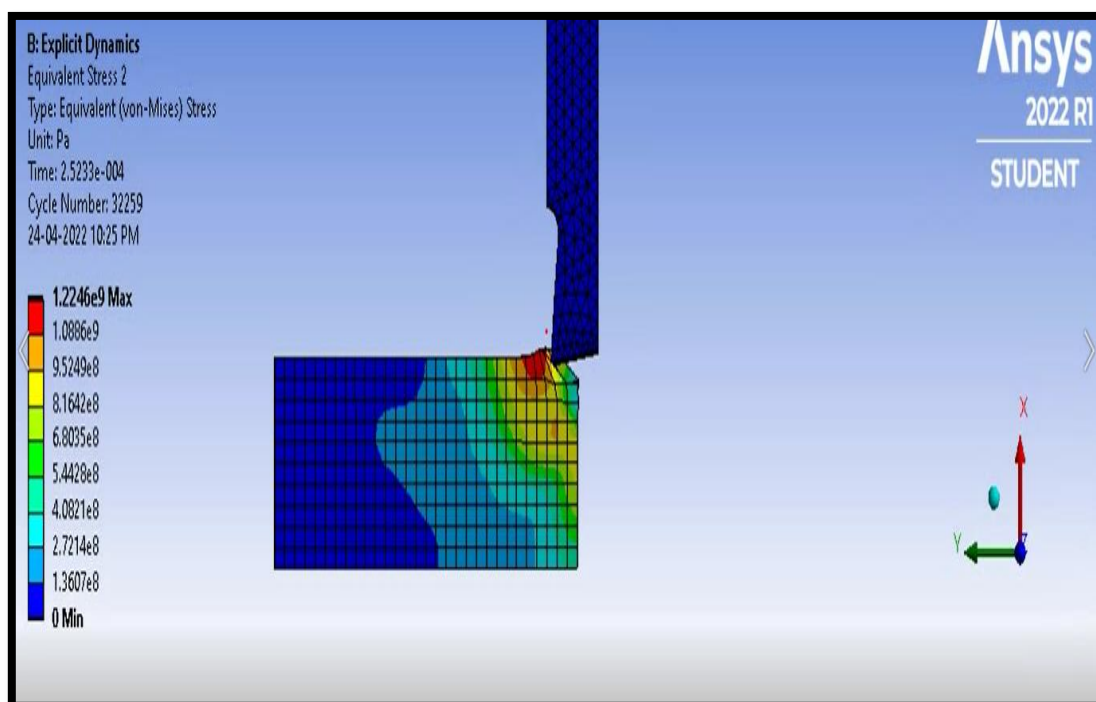 B: Explicit Dynamics
Equivalent Stress 2
Type: Equivalent (von-Mises) Stress
Unit: Pa
Time: 2.5233e-004
Cycle Number: 32259
24-04-2022 10:25 PM
1.2246e9 Max
1.0886e9
9.5249e8
8.1642e8
6.8035e8
5.4428e8
4.0821e8
2.7214e8
1.3607e8
0 Min
Ansys
2022 R1
STUDENT
X
Y
Z